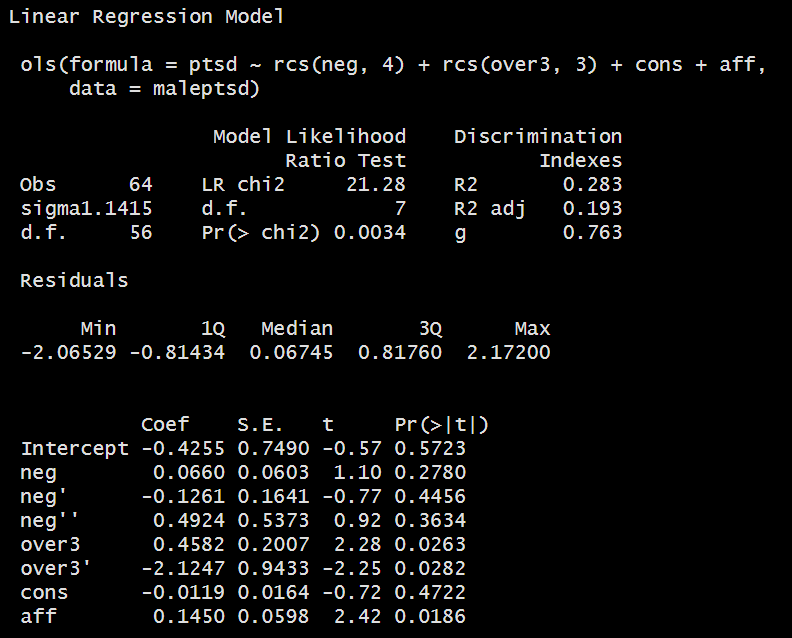 Linear Regression Model
ols(formula = ptsd ~ rcs(neg, 4) + rcs(over3, 3) + cons + aff,
data = maleptsd)
Model Likelihood Discrimination
Ratio Test Indexes
Obs 64 LR chi2 21.28 R2 0.283
sigma1.1415 d.f. 7 R2 adj 0.193
d.f. 56 Pr(> chi2) 0.0034 g 0.763
Residuals
Min 1Q Median 3Q Max
-2.06529 -0.81434 0.06745 0.81760 2.17200
Coef S.E. t Pr(>|t|)
Intercept -0.4255 0.7490 -0.57 0.5723
neg 0.0660 0.0603 1.10 0.2780
neg' -0.1261 0.1641 -0.77 0.4456
neg'' 0.4924 0.5373 0.92 0.3634
over3 0.4582 0.2007 2.28 0.0263
over3' -2.1247 0.9433 -2.25 0.0282
cons -0.0119 0.0164 -0.72 0.4722
aff 0.1450 0.0598 2.42 0.0186